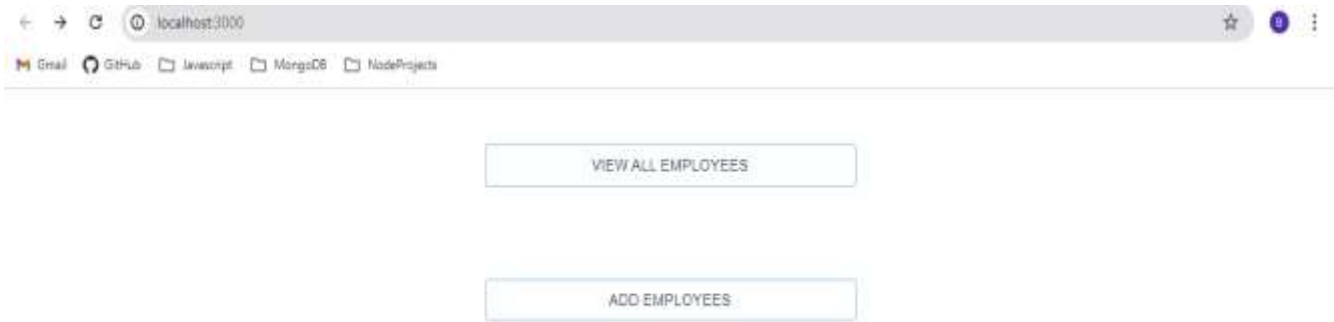 localhost:3000
B
Gmail GitHub Javascript MongoDB NodeProjects
VIEW ALL EMPLOYEES
ADD EMPLOYEES